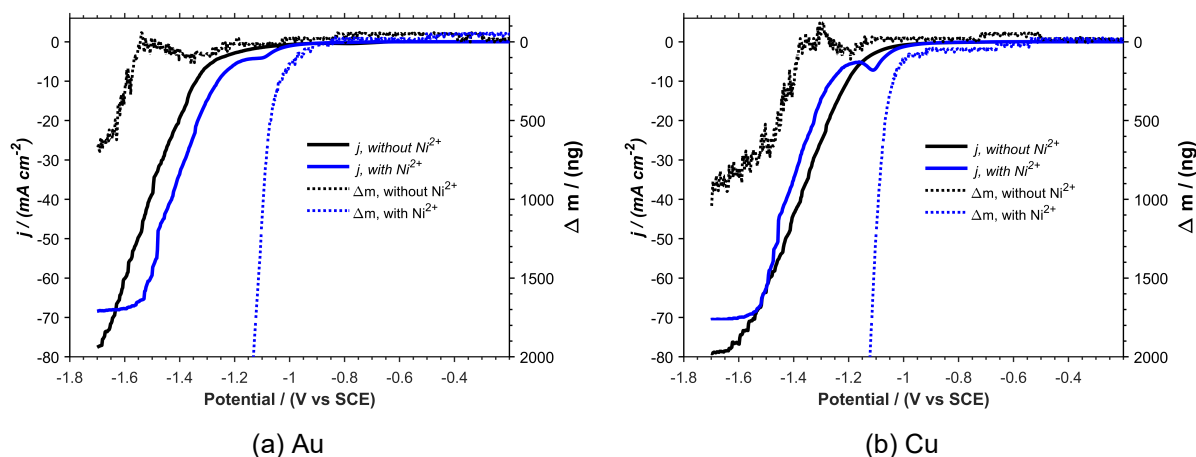 0
-10
-20
-30
-40
-50
-60
-70
-80
j / (mA cm-2)
0
500
1000
1500
2000
Δ m / (ng)
j, without Ni2+
j, with Ni2+
Δm, without Ni2+
Δm, with Ni2+
-1.8 -1.6 -1.4 -1.2 -1 -0.8 -0.6 -0.4
Potential / (V vs SCE)
(a) Au
0
-10
-20
-30
-40
-50
-60
-70
-80
j / (mA cm-2)
0
500
1000
1500
2000
Δ m / (ng)
j, without Ni2+
j, with Ni2+
Δm, without Ni2+
Δm, with Ni2+
-1.8 -1.6 -1.4 -1.2 -1 -0.8 -0.6 -0.4
Potential / (V vs SCE)
(b) Cu